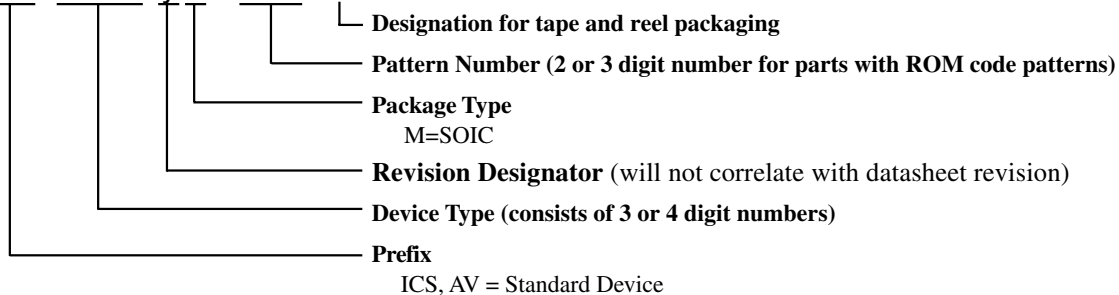 Designation for tape and reel packaging
Pattern Number (2 or 3 digit number for parts with ROM code patterns)
Package Type
M=SOIC
Revision Designator (will not correlate with datasheet revision)
Device Type (consists of 3 or 4 digit numbers)
Prefix
ICS, AV = Standard Device